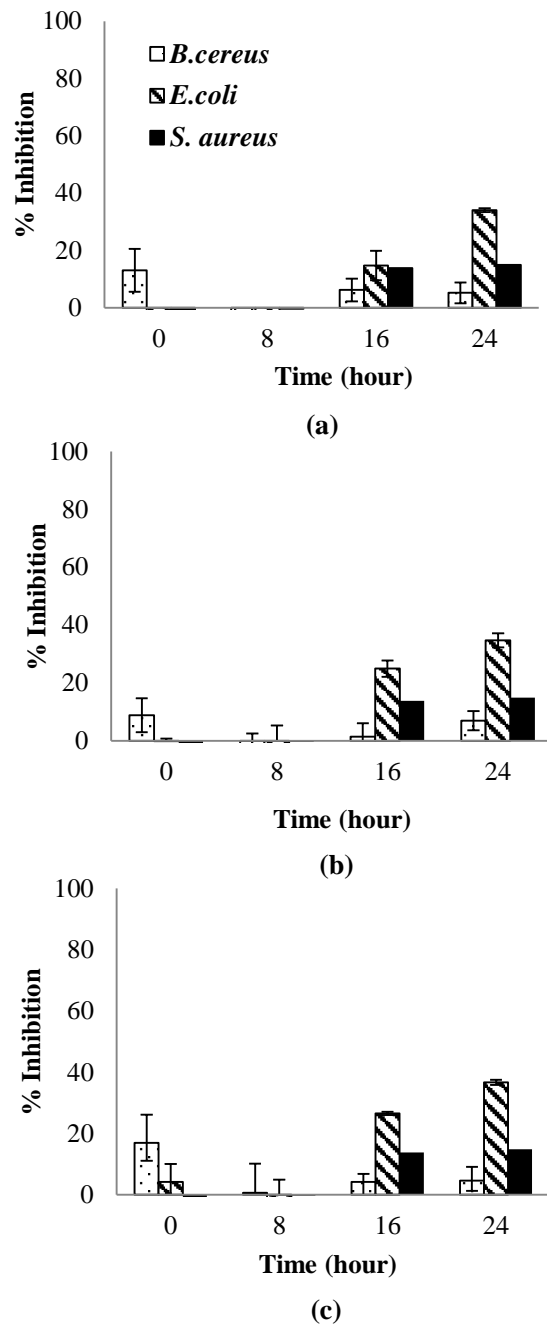 100
80
60
40
20
0
% Inhibition
B.cereus
E.coli
S. aureus
0 8 16 24
Time (hour)
(a)
100
80
60
40
20
0
% Inhibition
0 8 16 24
Time (hour)
(b)
100
80
60
40
20
0
% Inhibition
0 8 16 24
Time (hour)
(c)